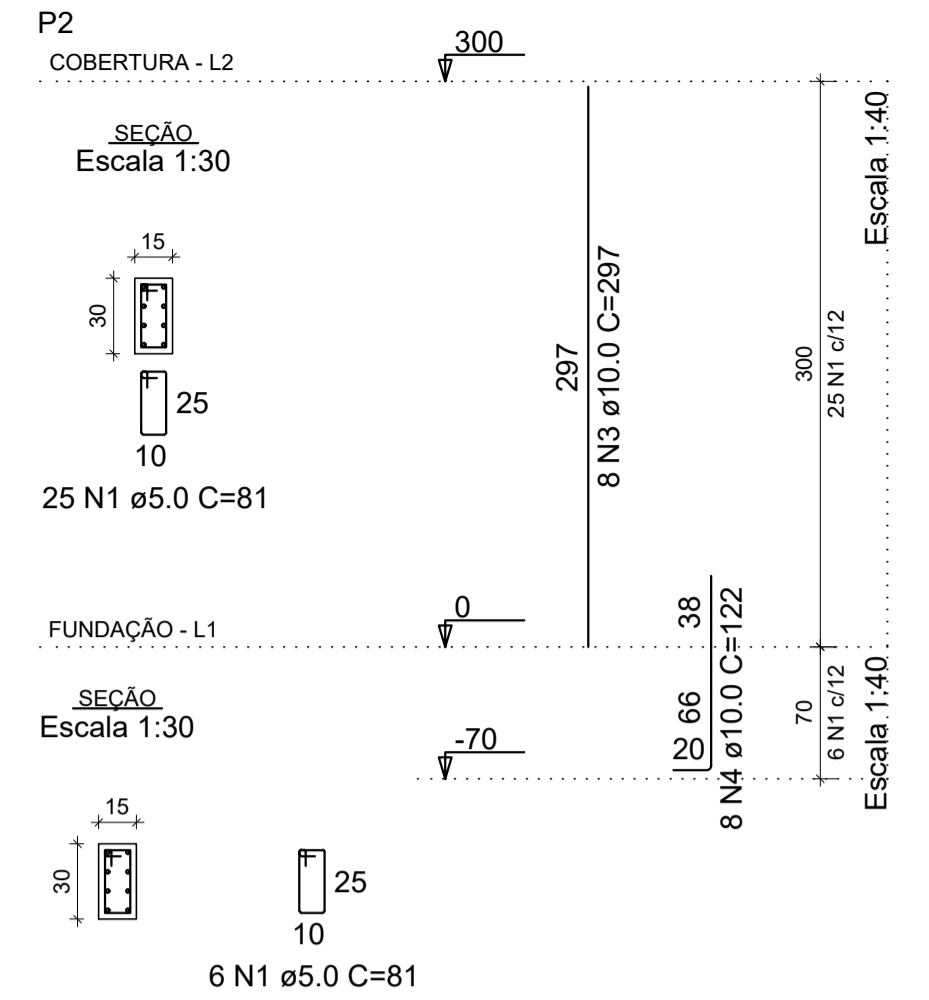 P2
COBERTURA - L2
300
SEÇÃO
Escala 1:30
Escala 1:40
15
30
25
10
25 N1 ø5.0 C=81
297
8 N3 ø10.0 C=297
300
25 N1 c/12
FUNDAÇÃO - L1
0
SEÇÃO
Escala 1:30
-70
38
66
20
8 N4 ø10.0 C=122
70
6 N1 c/12
Escala 1:40
15
30
25
10
6 N1 ø5.0 C=81